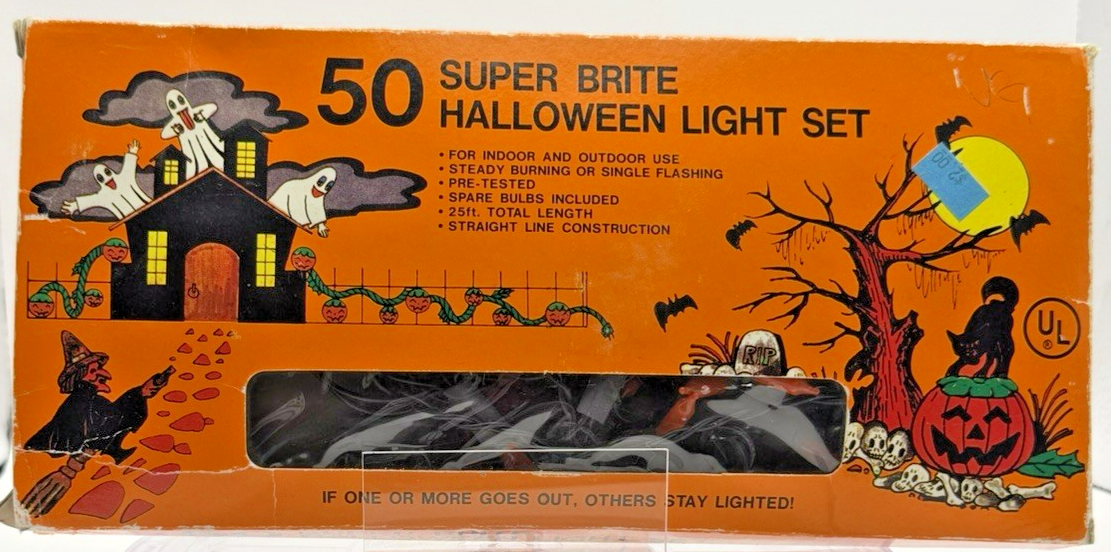 50 SUPER BRITE
HALLOWEEN LIGHT SET
• FOR INDOOR AND OUTDOOR USE
• STEADY BURNING OR SINGLE FLASHING
• PRE-TESTED
• SPARE BULBS INCLUDED
• 25ft. TOTAL LENGTH
• STRAIGHT LINE CONSTRUCTION
$2.00
RIP
UL
®
IF ONE OR MORE GOES OUT, OTHERS STAY LIGHTED!